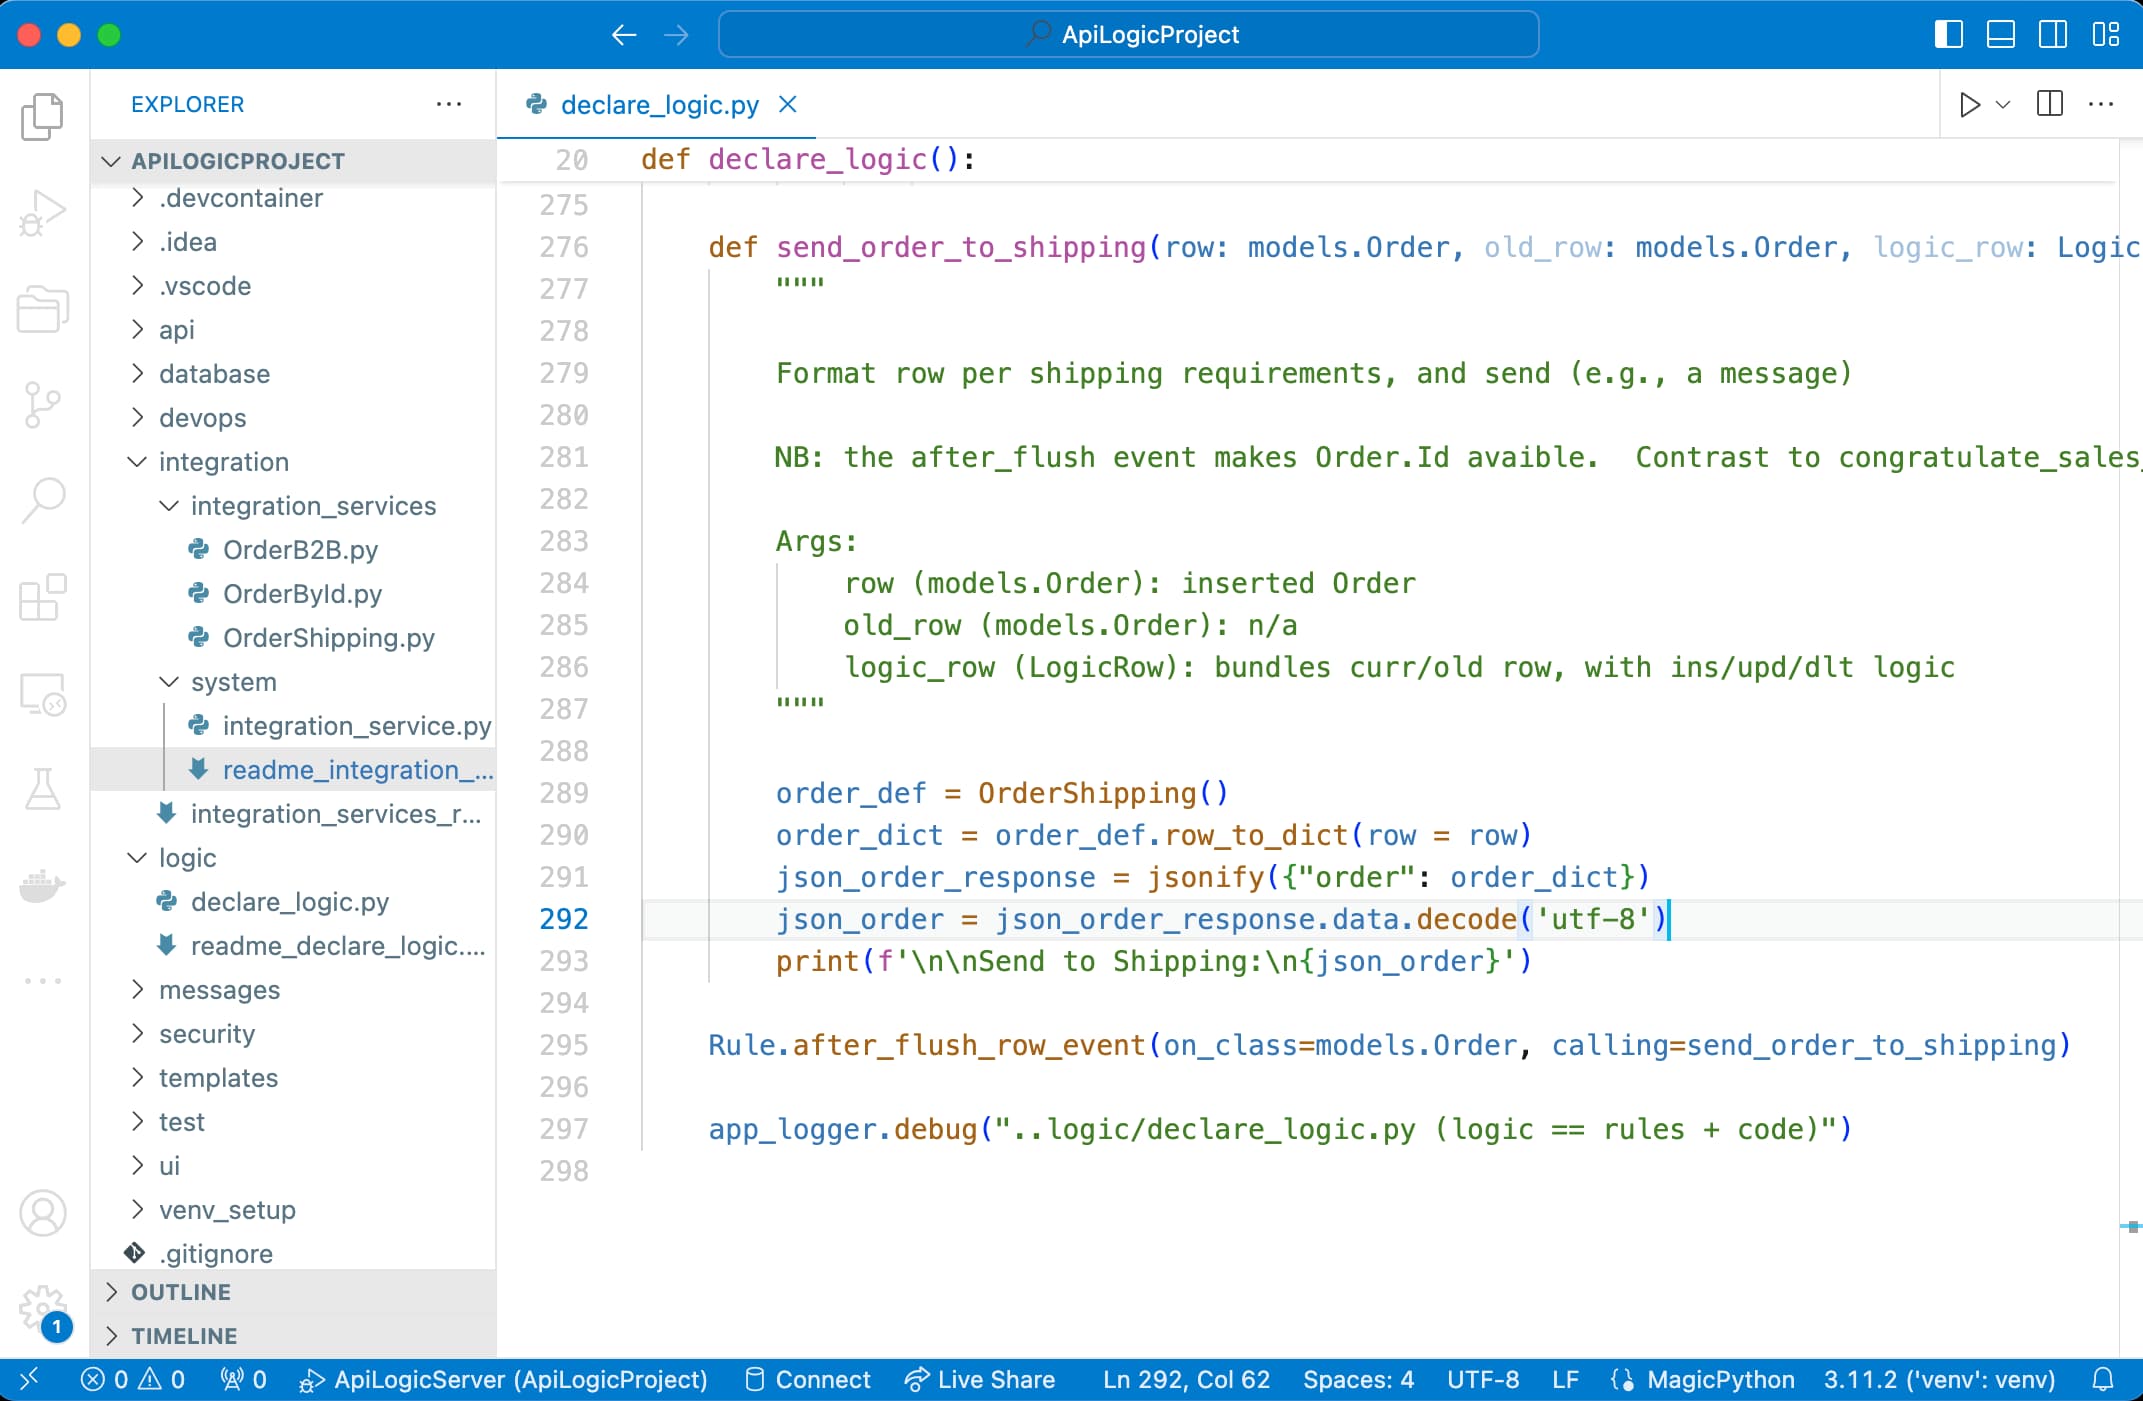 ApiLogicProject
EXPLORER
APILOGICPROJECT
.devcontainer
.idea
.vscode
api
database
devops
integration
integration_services
OrderB2B.py
OrderById.py
OrderShipping.py
system
integration_service.py
readme_integration_...
integration_services_r...
logic
declare_logic.py
readme_declare_logic....
messages
security
templates
test
ui
venv_setup
.gitignore
OUTLINE
TIMELINE
1
declare_logic.py
20 def declare_logic():
275
276 def send_order_to_shipping(row: models.Order, old_row: models.Order, logic_row: Logic
277 """
278
279 Format row per shipping requirements, and send (e.g., a message)
280
281 NB: the after_flush event makes Order.Id avaible.  Contrast to congratulate_sales_
282
283 Args:
284 row (models.Order): inserted Order
285 old_row (models.Order): n/a
286 logic_row (LogicRow): bundles curr/old row, with ins/upd/dlt logic
287 """
288
289 order_def = OrderShipping()
290 order_dict = order_def.row_to_dict(row = row)
291 json_order_response = jsonify({"order": order_dict})
292 json_order = json_order_response.data.decode('utf-8')
293 print(f'\n\nSend to Shipping:\n{json_order}')
294
295 Rule.after_flush_row_event(on_class=models.Order, calling=send_order_to_shipping)
296
297 app_logger.debug("..logic/declare_logic.py (logic == rules + code)")
298
0 0 0 ApiLogicServer (ApiLogicProject) Connect Live Share Ln 292, Col 62 Spaces: 4 UTF-8 LF MagicPython 3.11.2 ('venv': venv)